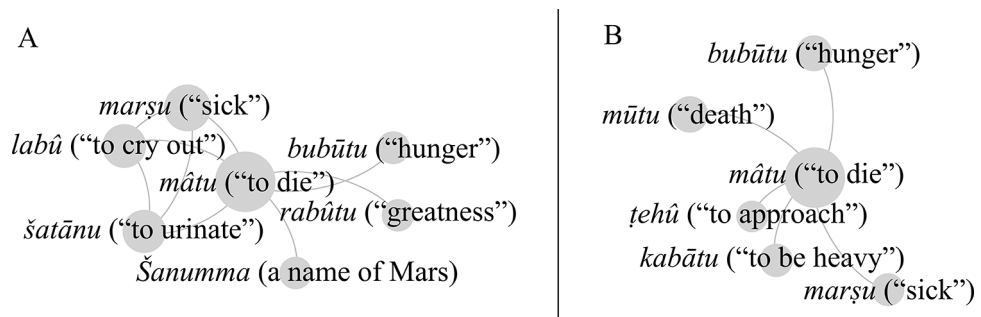 A
marṣu (“sick”)
labû (“to cry out”)
bubūtu (“hunger”)
mâtu (“to die”)
rabûtu (“greatness”)
šatānu (“to urinate”)
Šanumma (a name of Mars)
B
bubūtu (“hunger”)
mūtu (“death”)
mâtu (“to die”)
ṭehû (“to approach”)
kabātu (“to be heavy”)
marṣu (“sick”)